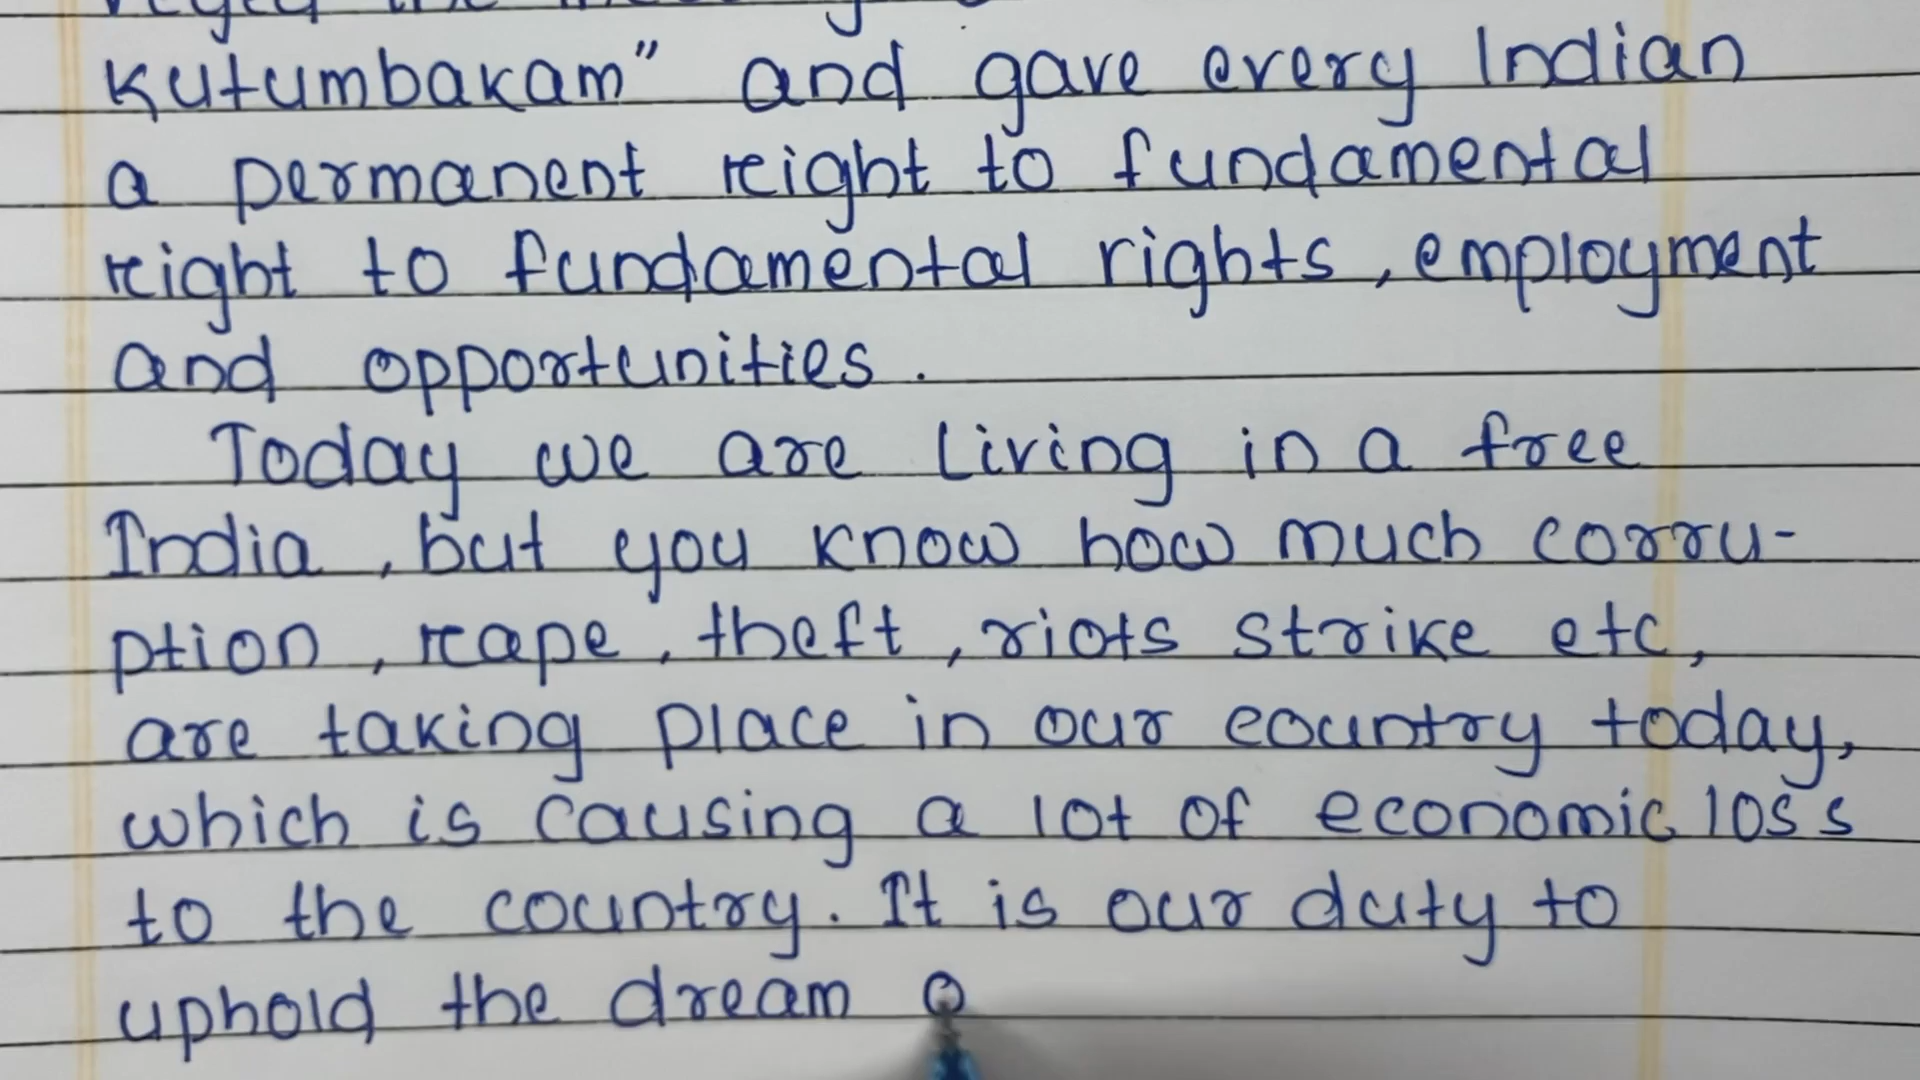 the
Kutumbakam" and gave every Indian
a permanent right to fundamental
right to fundamental rights, employment
and opportunities.
Today we are Living in a free
India, but you know how much corru-
ption, rape, theft, riots strike etc,
are taking place in our country today,
which is causing a lot of economic loss
to the country. It is our duty to
uphold the dream o